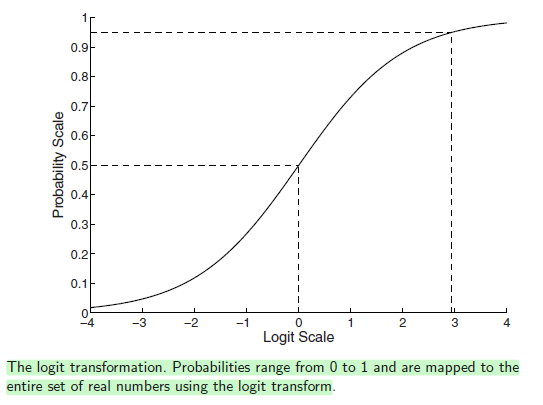 1
0.9
0.8
0.7
0.6
0.5
0.4
0.3
0.2
0.1
0
Probability Scale
−4 −3 −2 −1 0 1 2 3 4
Logit Scale
The logit transformation. Probabilities range from 0 to 1 and are mapped to the
entire set of real numbers using the logit transform.